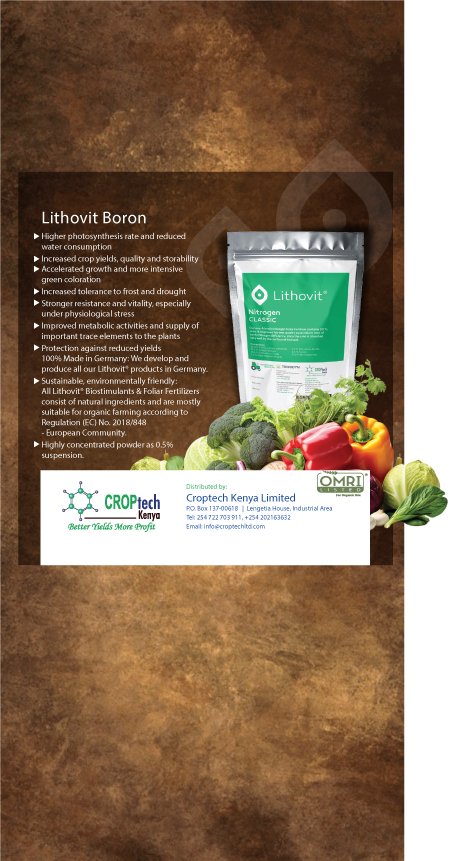 Lithovit Boron
Higher photosynthesis rate and reduced
water consumption
Increased crop yields, quality and storability
Accelerated growth and more intensive
green coloration
Increased tolerance to frost and drought
Stronger resistance and vitality, especially
under physiological stress
Improved metabolic activities and supply of
important trace elements to the plants
Protection against reduced yields
100% Made in Germany: We develop and
produce all our Lithovit® products in Germany.
Sustainable, environmentally friendly:
All Lithovit® Biostimulants & Foliar Fertilizers
consist of natural ingredients and are mostly
suitable for organic farming according to
Regulation (EC) No. 2018/848
- European Community.
Highly concentrated powder as 0.5%
suspension.
Lithovit®
Nitrogen
CLASSIC
CROPtech
Kenya
Better Yields More Profit
Distributed by:
Croptech Kenya Limited
P.O. Box 137-00618 | Lengetia House, Industrial Area
Tel: 254 722 703 911, +254 202163632
Email: info@croptechltd.com
OMRI
LISTED
For Organic Use